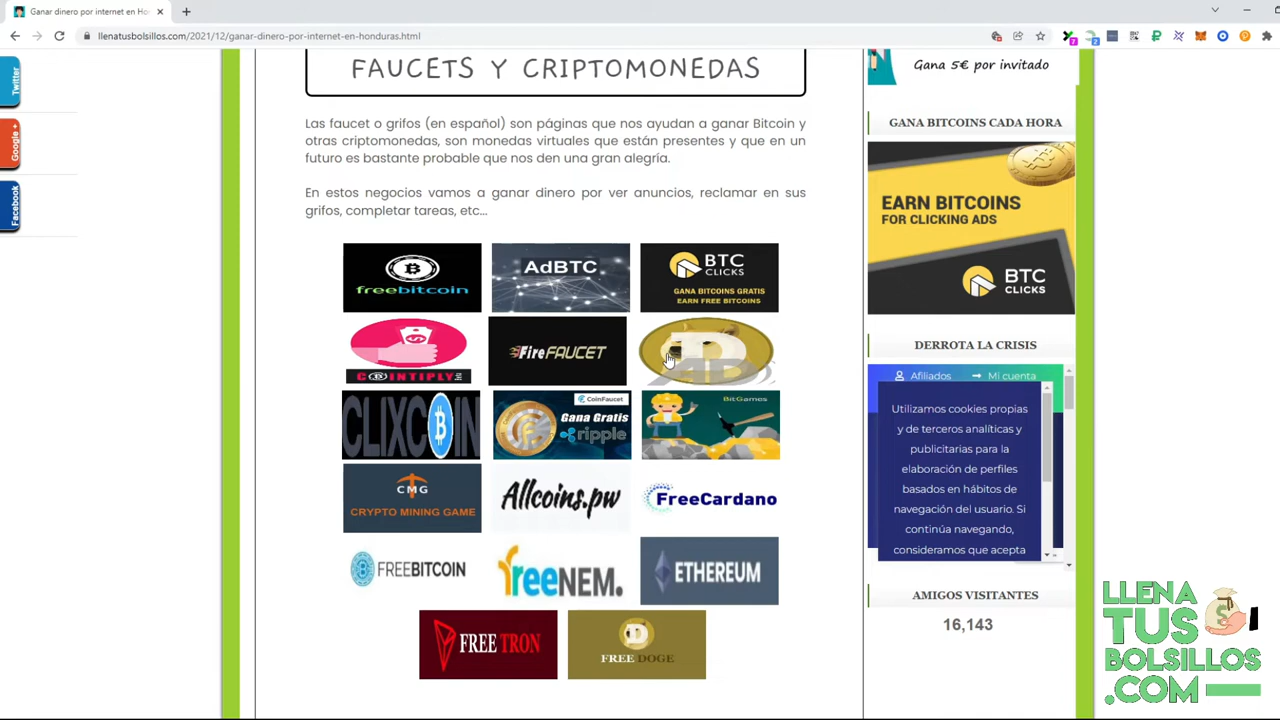 Ganar dinero por internet en Ho
llenatusbolsillos.com/2021/12/ganar-dinero-por-internet-en-honduras.html
7
2
Twitter
Google +
Facebook
FAUCETS Y CRIPTOMONEDAS
Las faucet o grifos (en español) son páginas que nos ayudan a ganar Bitcoin y
otras criptomonedas, son monedas virtuales que están presentes y que en un
futuro es bastante probable que nos den una gran alegría.
En estos negocios vamos a ganar dinero por ver anuncios, reclamar en sus
grifos, completar tareas, etc...
freebitcoin
AdBTC
BTC
CLICKS
GANA BITCOINS GRATIS
EARN FREE BITCOINS
COINTIPLY
FireFAUCET
CLIXCOIN
CoinFaucet
Gana Gratis
ripple
BitGames
CMG
CRYPTO MINING GAME
Allcoins.pw
FreeCardano
FREEBITCOIN
freeNEM.
ETHEREUM
FREE TRON
FREE DOGE
Gana 5€ por invitado
GANA BITCOINS CADA HORA
EARN BITCOINS
FOR CLICKING ADS
BTC
CLICKS
DERROTA LA CRISIS
Afiliados
Mi cuenta
Utilizamos cookies propias
y de terceros analíticas y
publicitarias para la
elaboración de perfiles
basados en hábitos de
navegación del usuario. Si
continúa navegando,
consideramos que acepta
AMIGOS VISITANTES
16,143
LLENA
TUS
BOLSILLOS
.COM